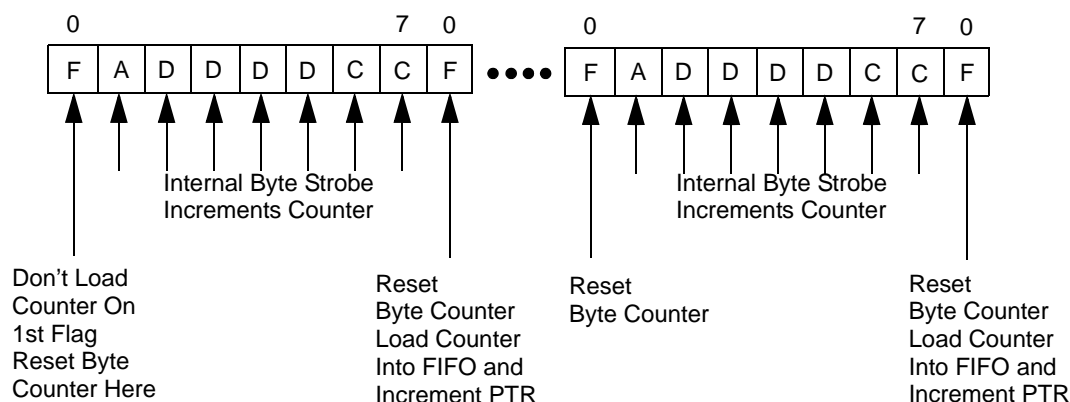 0 7 0 0 7 0
F A D D D D C C F F A D D D D C C F
Internal Byte Strobe
Increments Counter
Internal Byte Strobe
Increments Counter
Don't Load
Counter On
1st Flag
Reset Byte
Counter Here
Reset
Byte Counter
Load Counter
Into FIFO and
Increment PTR
Reset
Byte Counter
Reset
Byte Counter
Load Counter
Into FIFO and
Increment PTR